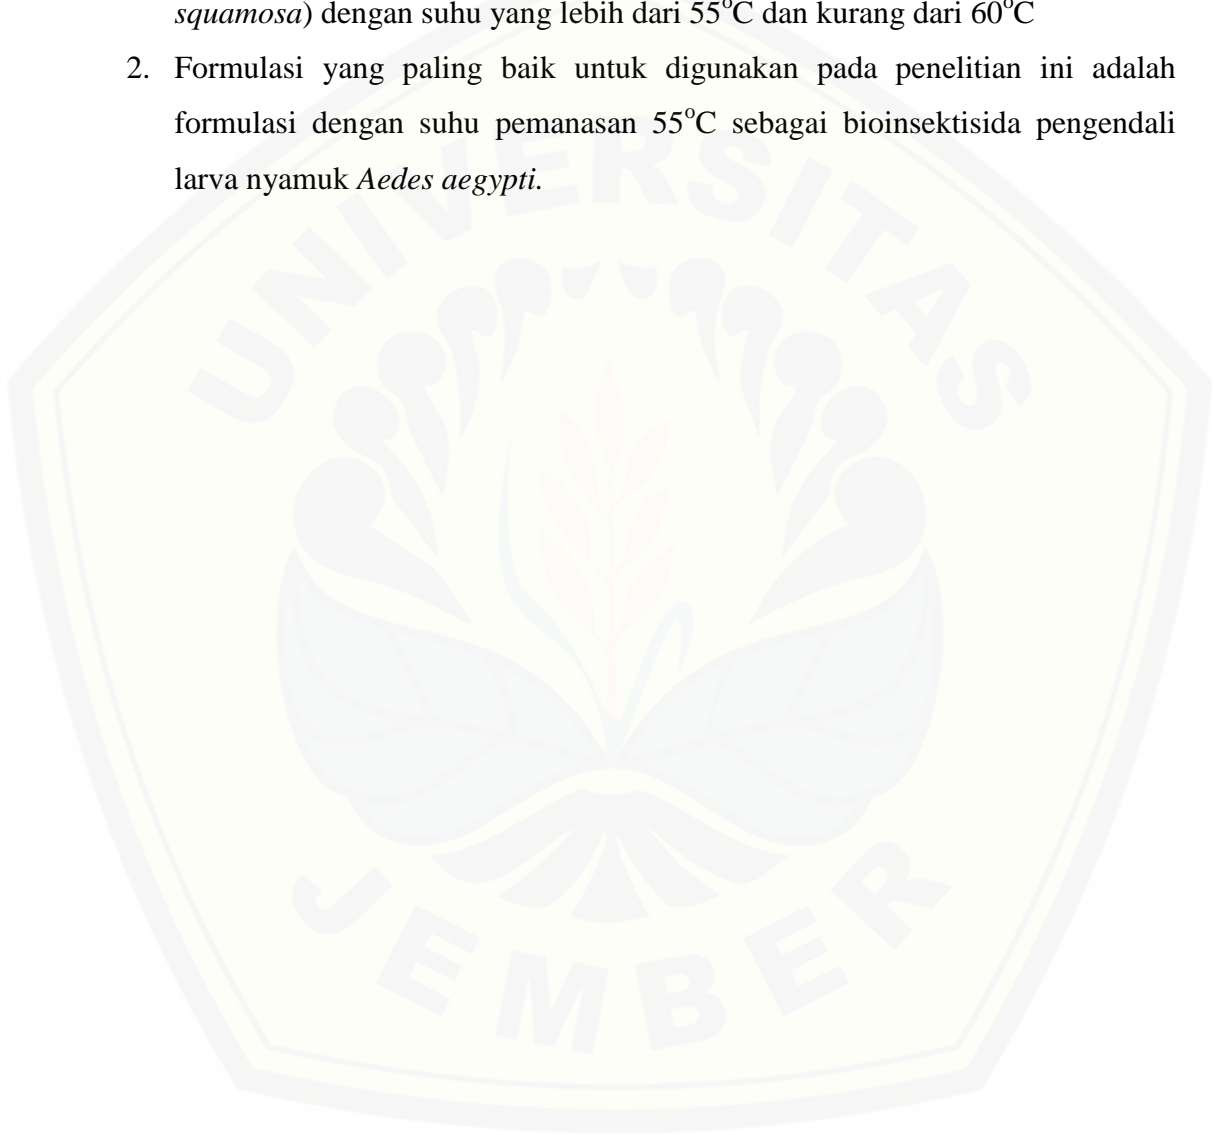 squamosa) dengan suhu yang lebih dari 55°C dan kurang dari 60°C
2. Formulasi yang paling baik untuk digunakan pada penelitian ini adalah
formulasi dengan suhu pemanasan 55°C sebagai bioinsektisida pengendali
larva nyamuk Aedes aegypti.
UNIVERSITAS
JEMBER